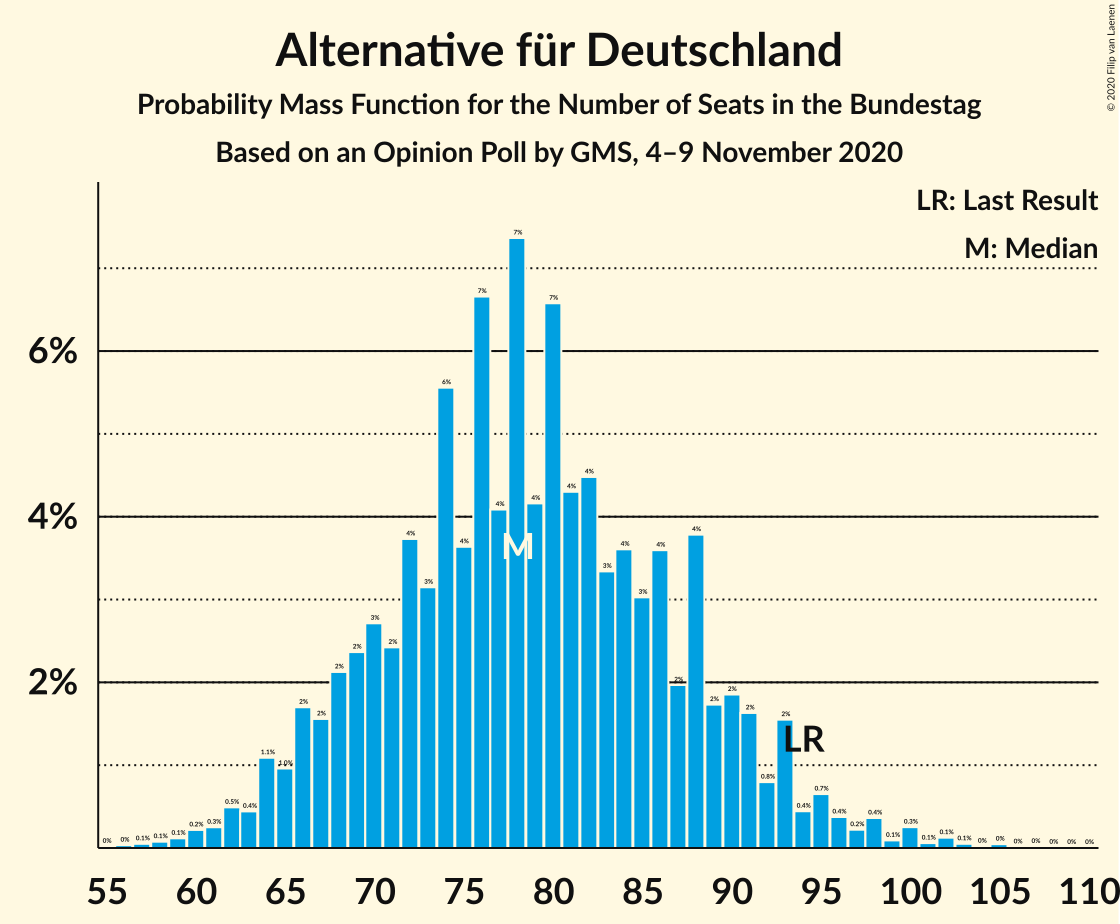 © 2020 Filip van Laenen
Alternative für Deutschland
Probability Mass Function for the Number of Seats in the Bundestag
Based on an Opinion Poll by GMS, 4–9 November 2020
LR: Last Result
M: Median
6%
4%
2%
0% 0% 0.1% 0.1% 0.1% 0.2% 0.3% 0.5% 0.4% 1.1% 1.0% 2% 2% 2% 2% 3% 2% 4% 3% 6% 4% 7% 4% 7% 4% 7% 4% 4% 3% 4% 3% 4% 2% 4% 2% 2% 2% 0.8% 2% 0.4% 0.7% 0.4% 0.2% 0.4% 0.1% 0.3% 0.1% 0.1% 0.1% 0% 0% 0% 0% 0% 0% 0%
M
LR
55 60 65 70 75 80 85 90 95 100 105 110